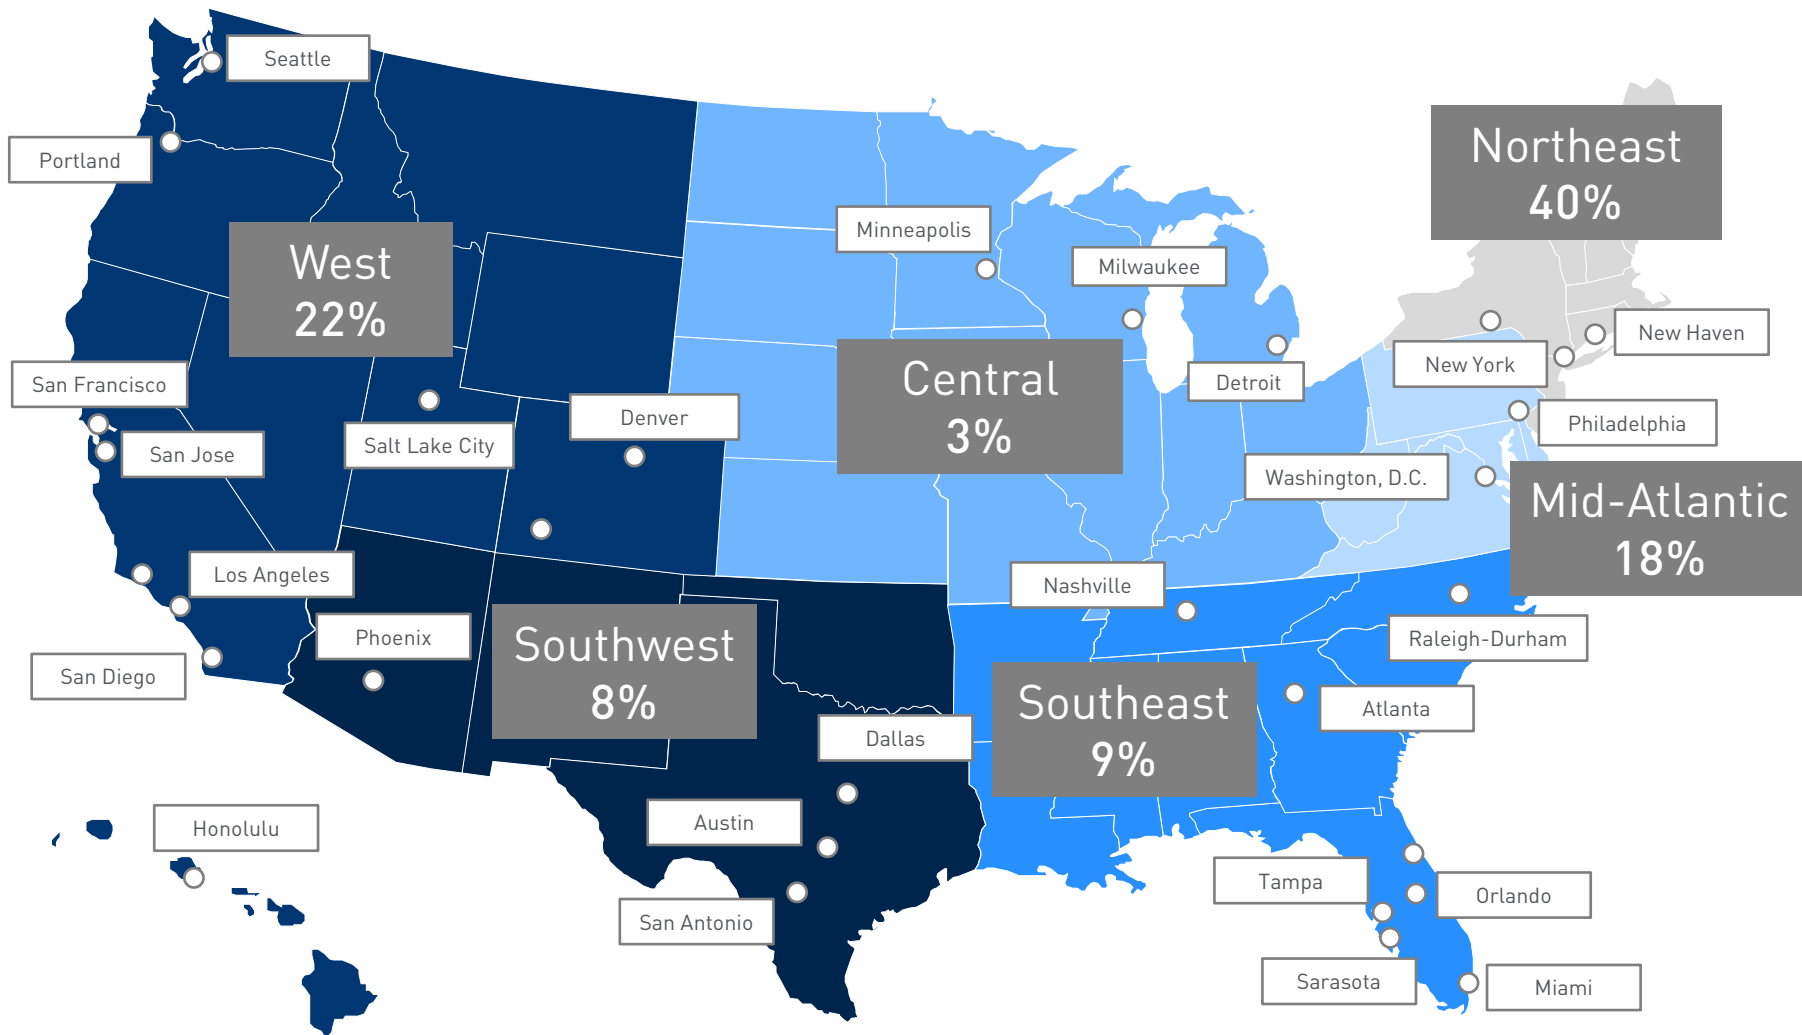 Seattle
Portland
West
22%
San Francisco
San Jose
Salt Lake City
Denver
Los Angeles
San Diego
Phoenix
Honolulu
Southwest
8%
Dallas
Austin
San Antonio
Minneapolis
Milwaukee
Central
3%
Detroit
Nashville
Northeast
40%
New York
New Haven
Philadelphia
Washington, D.C.
Mid-Atlantic
18%
Raleigh-Durham
Southeast
9%
Atlanta
Tampa
Orlando
Sarasota
Miami